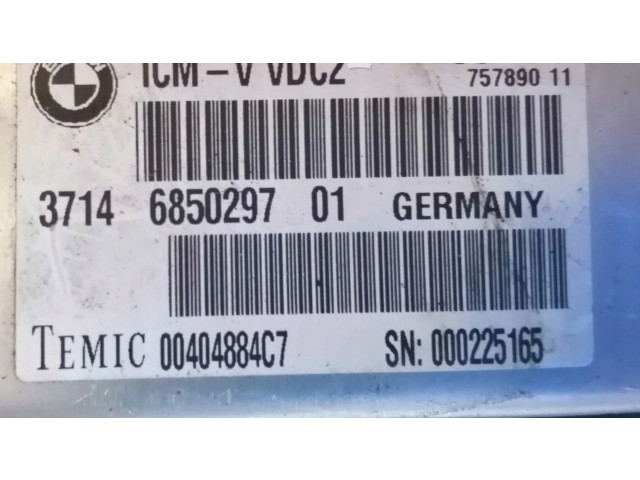 ICM-V VDC2
757890 11
3714 6850297 01 GERMANY
TEMIC 00404884C7 SN: 000225165